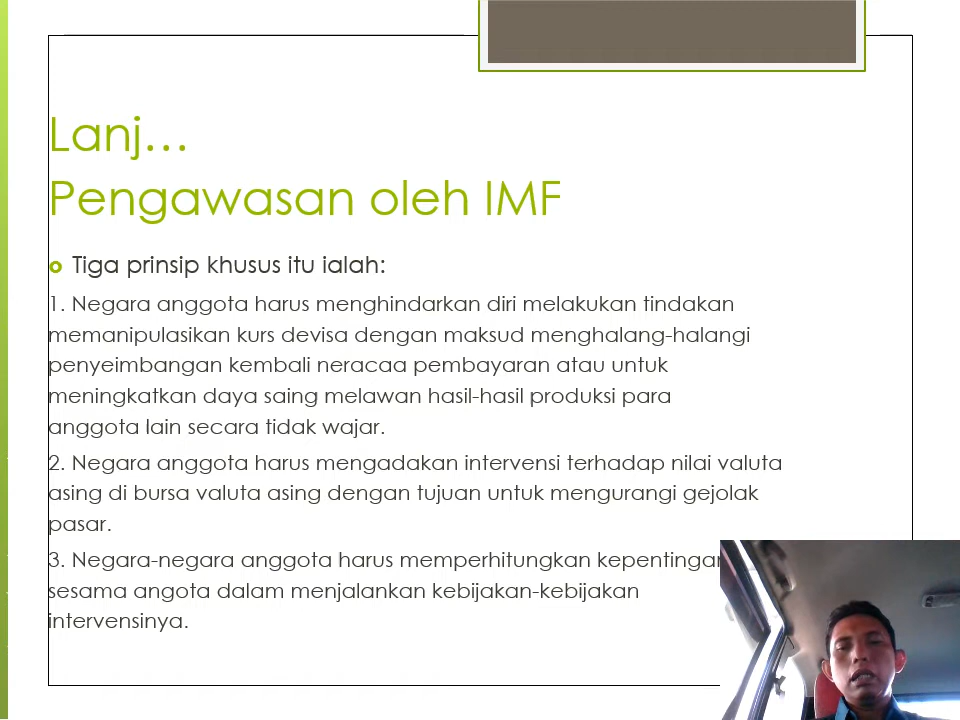 Lanj…
Pengawasan oleh IMF
Tiga prinsip khusus itu ialah:
1. Negara anggota harus menghindarkan diri melakukan tindakan
memanipulasikan kurs devisa dengan maksud menghalang-halangi
penyeimbangan kembali neracaa pembayaran atau untuk
meningkatkan daya saing melawan hasil-hasil produksi para
anggota lain secara tidak wajar.
2. Negara anggota harus mengadakan intervensi terhadap nilai valuta
asing di bursa valuta asing dengan tujuan untuk mengurangi gejolak
pasar.
3. Negara-negara anggota harus memperhitungkan kepentingan
sesama angota dalam menjalankan kebijakan-kebijakan
intervensinya.